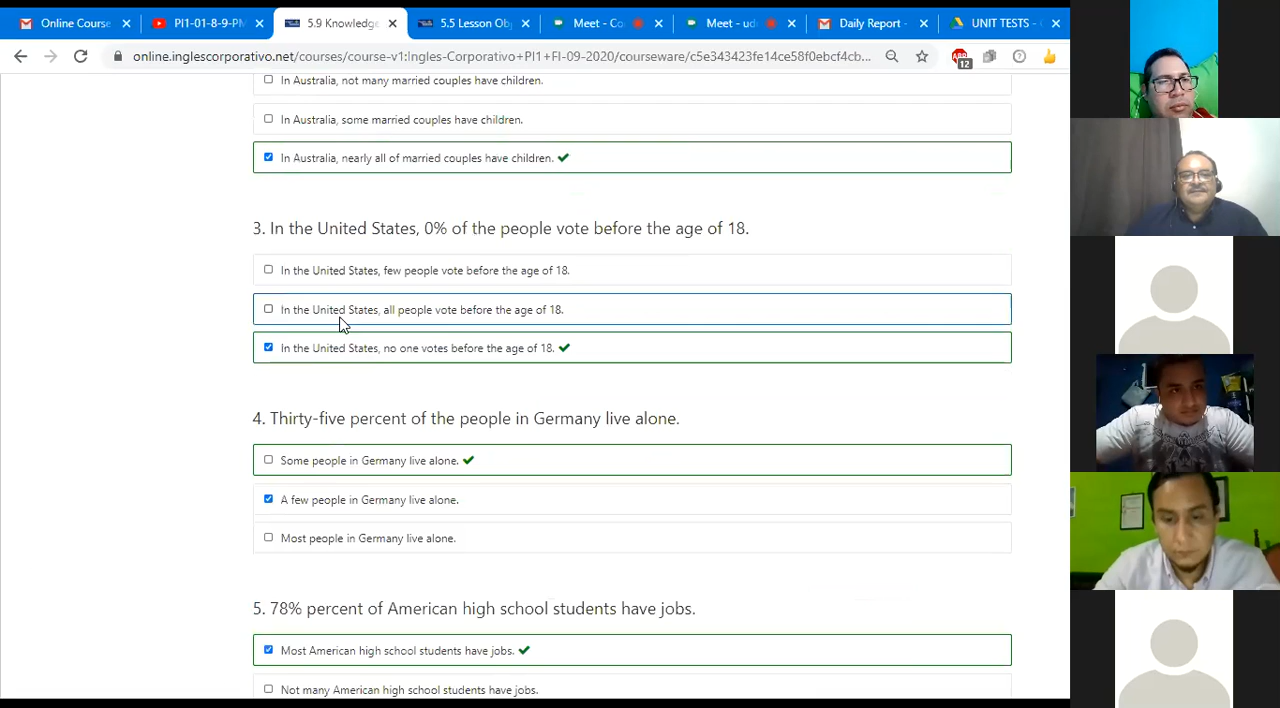 Online Course
PI1-01-8-9-PM
5.9 Knowledge
5.5 Lesson Obj
Meet - Co
Meet - ud
Daily Report -
UNIT TESTS -
online.inglescorporativo.net/courses/course-v1:Ingles-Corporativo+PI1+FI-09-2020/courseware/c5e343423fe14ce58f0ebcf4cb...
12
In Australia, not many married couples have children.
In Australia, some married couples have children.
In Australia, nearly all of married couples have children.
3. In the United States, 0% of the people vote before the age of 18.
In the United States, few people vote before the age of 18.
In the United States, all people vote before the age of 18.
In the United States, no one votes before the age of 18.
4. Thirty-five percent of the people in Germany live alone.
Some people in Germany live alone.
A few people in Germany live alone.
Most people in Germany live alone.
5. 78% percent of American high school students have jobs.
Most American high school students have jobs.
Not many American high school students have jobs.